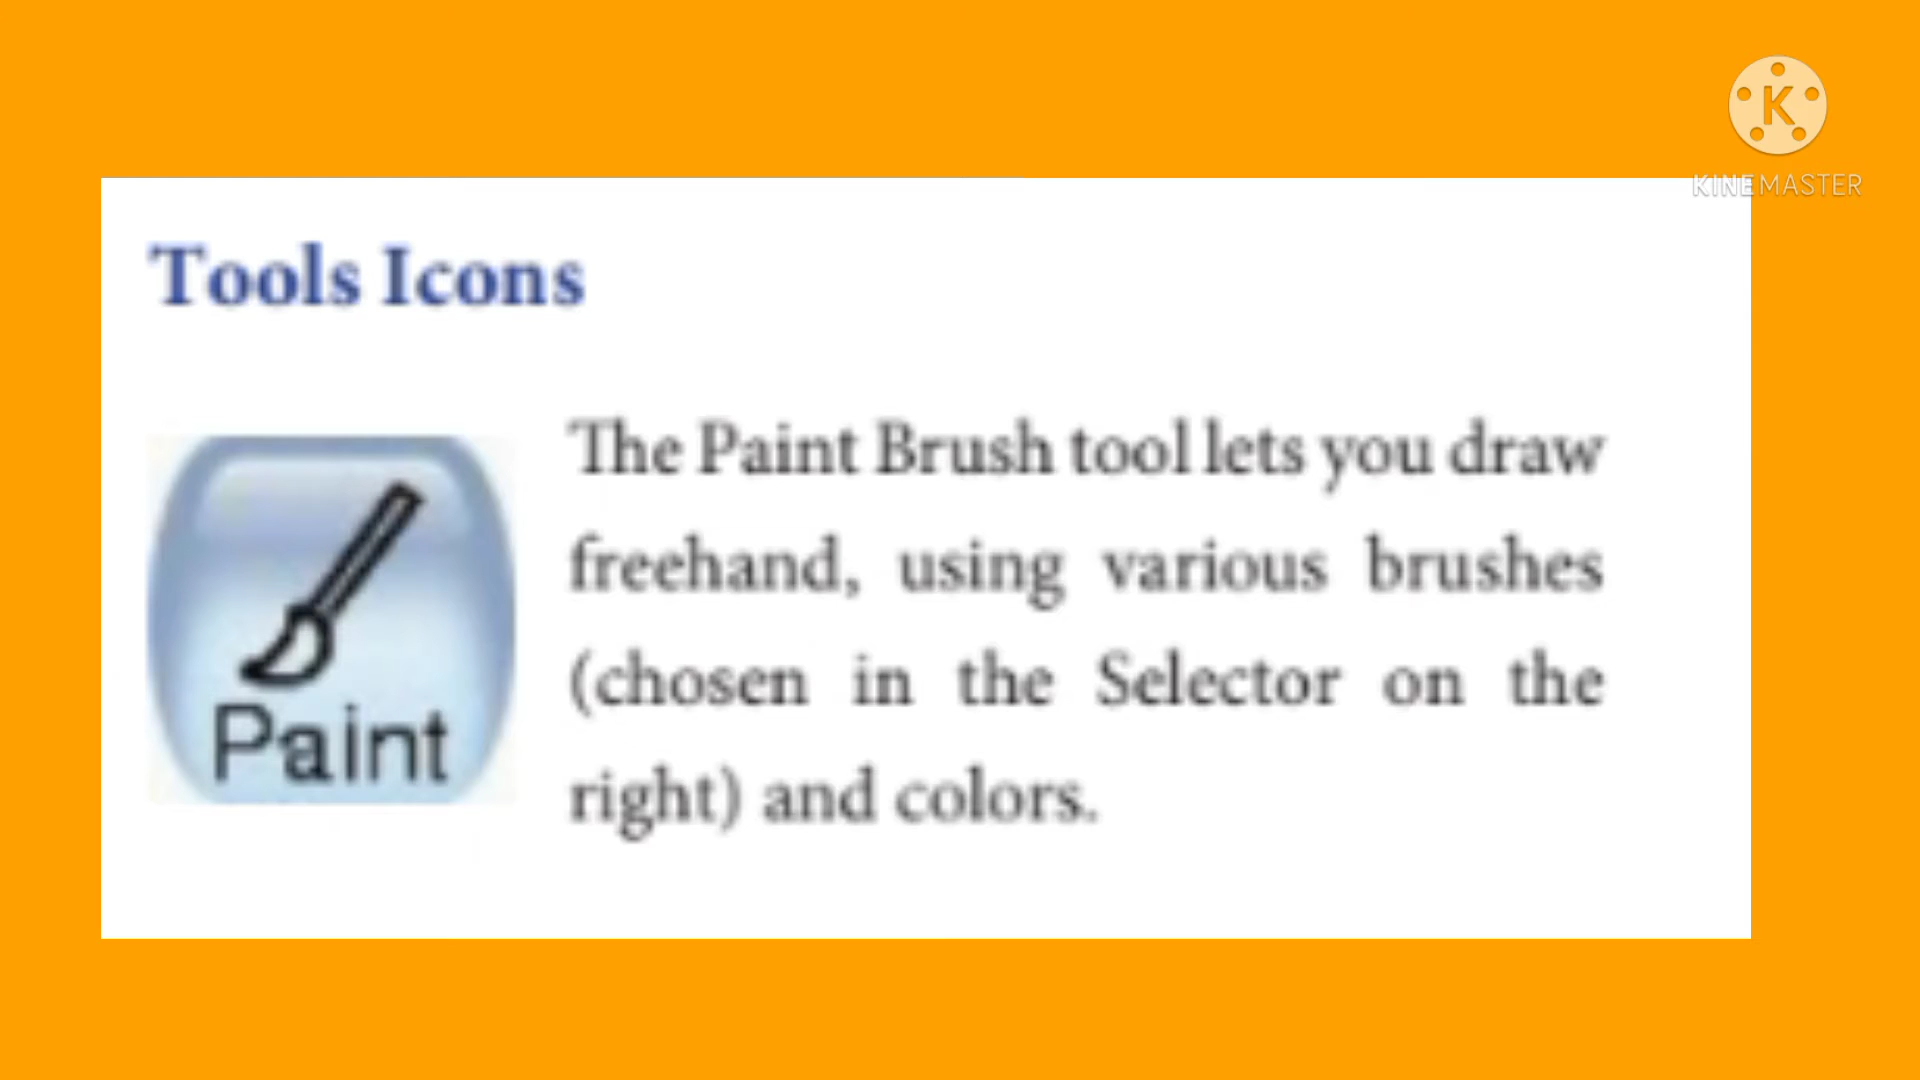 K
KINEMASTER
Tools Icons
The Paint Brush tool lets you draw
freehand, using various brushes
(chosen in the Selector on the
right) and colors.
Paint